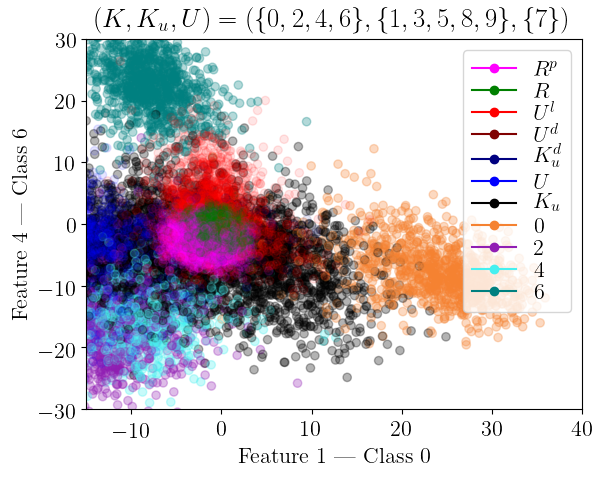 (K, K_u, U) = ({0, 2, 4, 6}, {1, 3, 5, 8, 9}, {7})
30
20
10
0
−10
−20
−30
Feature 4 — Class 6
R^p
R
U^l
U^d
K_u^d
U
K_u
0
2
4
6
−10
0
10
20
30
40
Feature 1 — Class 0